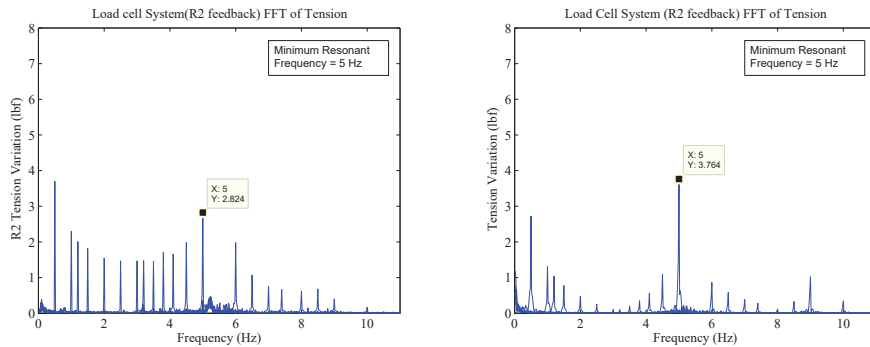 Load cell System(R2 feedback) FFT of Tension
8
7
6
5
4
3
2
1
0
R2 Tension Variation (lbf)
Minimum Resonant
Frequency = 5 Hz
X: 5
Y: 2.824
0 2 4 6 8 10
Frequency (Hz)
Load Cell System (R2 feedback) FFT of Tension
8
7
6
5
4
3
2
1
0
Tension Variation (lbf)
Minimum Resonant
Frequency = 5 Hz
X: 5
Y: 3.764
0 2 4 6 8 10
Frequency (Hz)